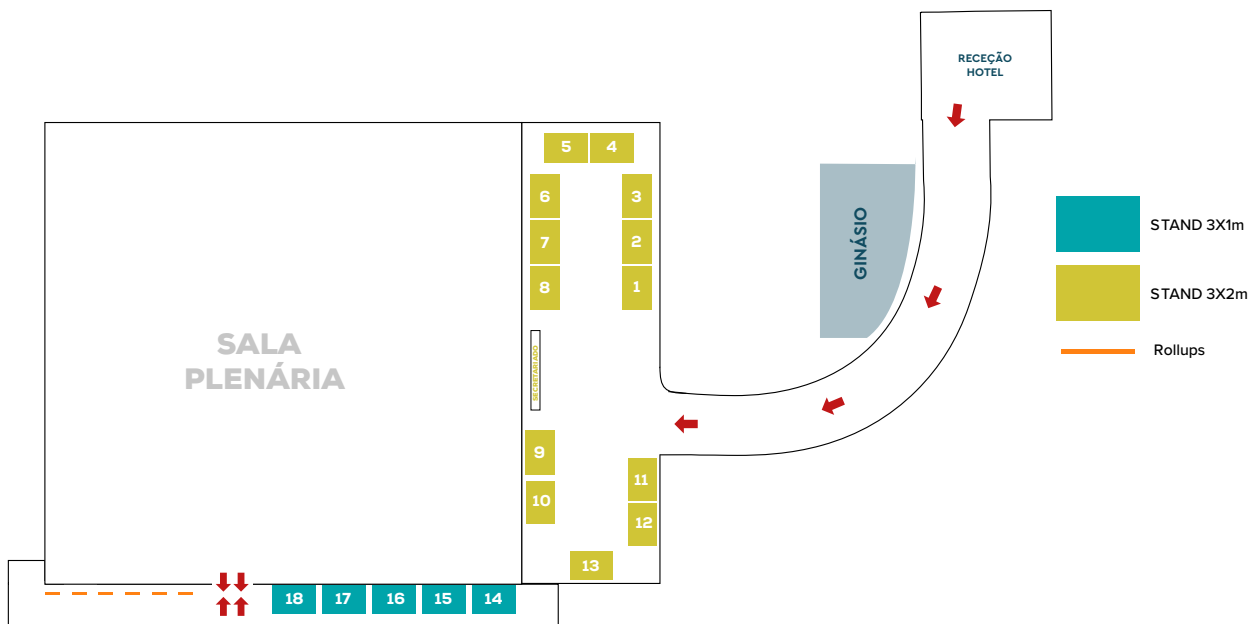 RECEÇÃO
HOTEL
5
4
6
3
7
2
8
1
GINÁSIO
STAND 3X1m
STAND 3X2m
Rollups
SALA
PLENÁRIA
SECRETARIADO
9
10
11
12
13
18
17
16
15
14